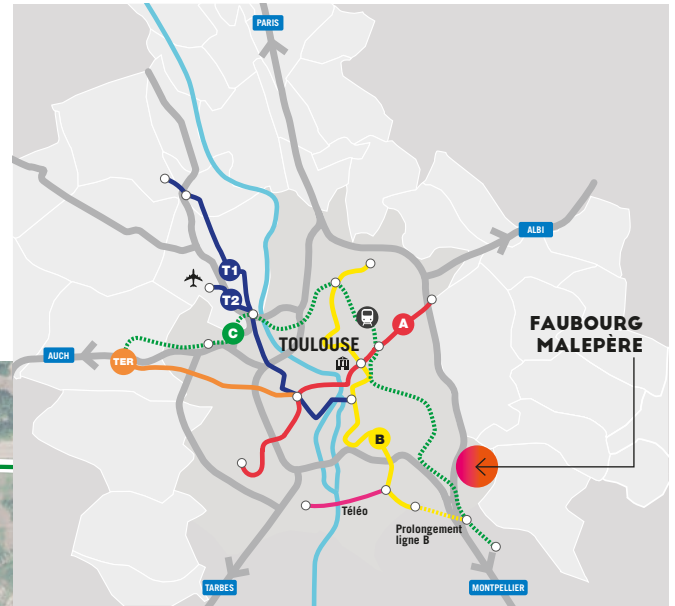 PARIS
ALBI
T1
T2
C
A
TOULOUSE
FAUBOURG
MALEPÈRE
AUCH
TER
B
Téléo
Prolongement
ligne B
TARBES
MONTPELLIER